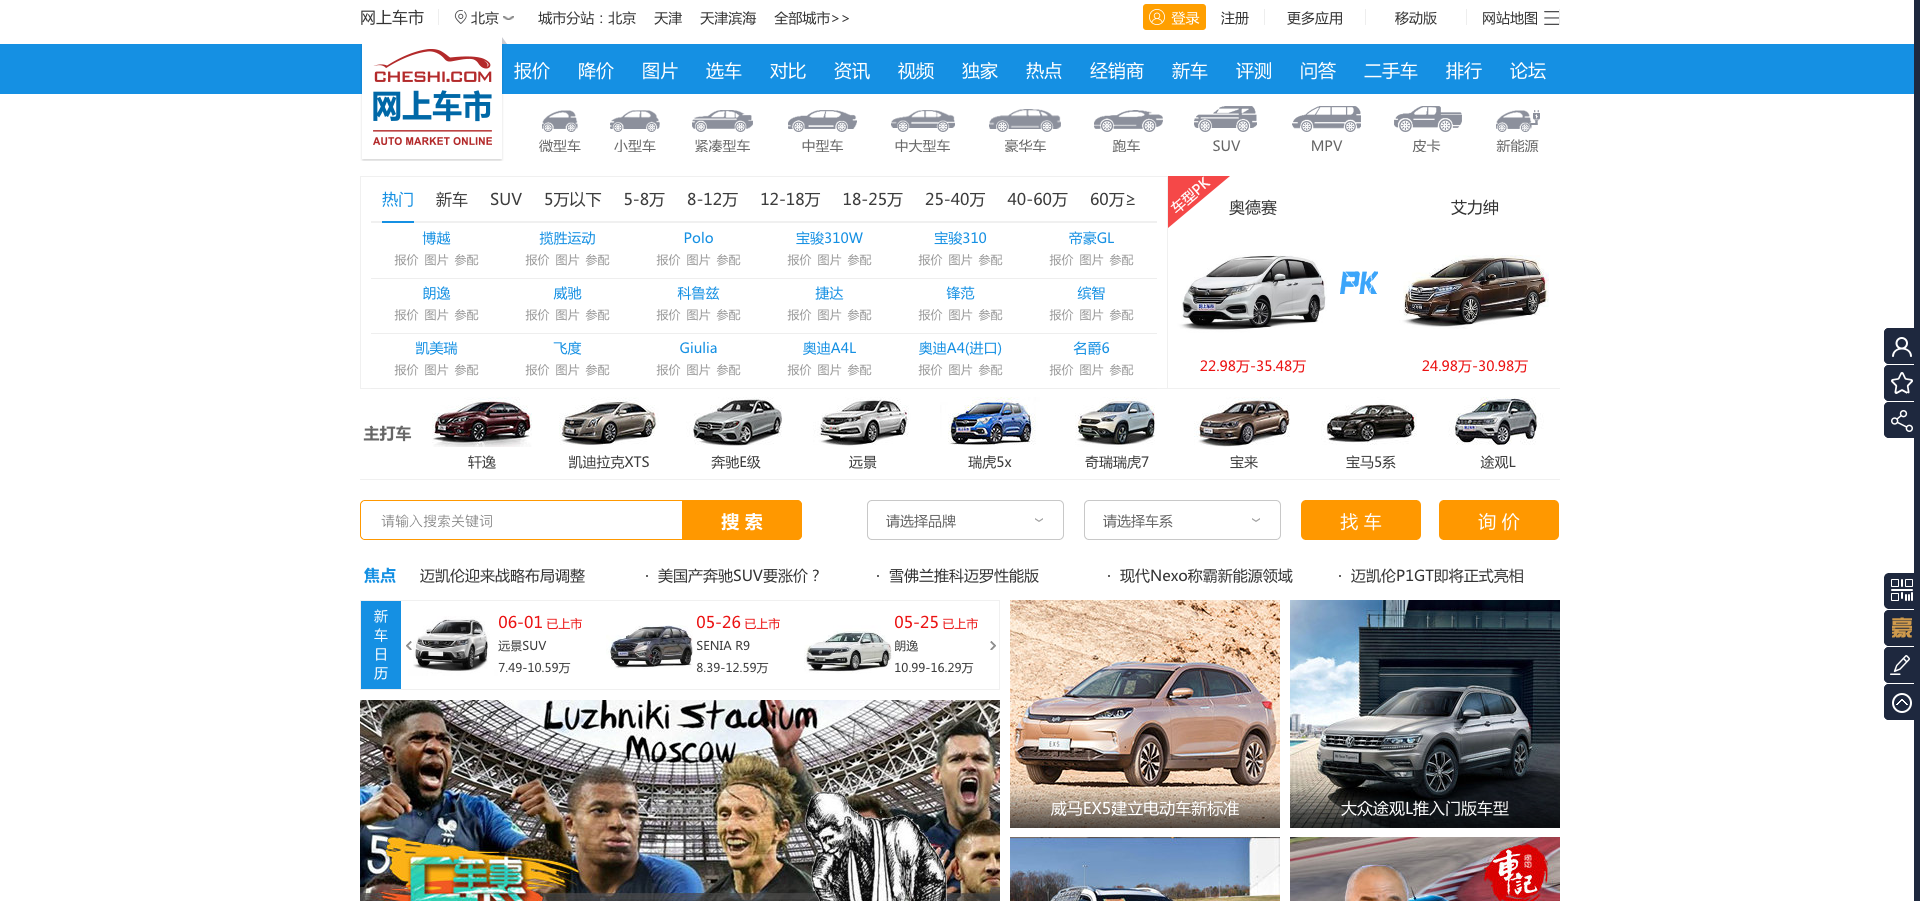 网上车市 北京 城市分站：北京 天津 天津滨海 全部城市>> 登录 注册 更多应用 移动版 网站地图
CHESHI.COM
网上车市
AUTO MARKET ONLINE
报价 降价 图片 选车 对比 资讯 视频 独家 热点 经销商 新车 评测 问答 二手车 排行 论坛
微型车 小型车 紧凑型车 中型车 中大型车 豪华车 跑车 SUV MPV 皮卡 新能源
热门 新车 SUV 5万以下 5-8万 8-12万 12-18万 18-25万 25-40万 40-60万 60万≥
博越 揽胜运动 Polo 宝骏310W 宝骏310 帝豪GL
报价 图片 参配 报价 图片 参配 报价 图片 参配 报价 图片 参配 报价 图片 参配 报价 图片 参配
朗逸 威驰 科鲁兹 捷达 锋范 缤智
报价 图片 参配 报价 图片 参配 报价 图片 参配 报价 图片 参配 报价 图片 参配 报价 图片 参配
凯美瑞 飞度 Giulia 奥迪A4L 奥迪A4(进口) 名爵6
报价 图片 参配 报价 图片 参配 报价 图片 参配 报价 图片 参配 报价 图片 参配 报价 图片 参配
车型PK
奥德赛 艾力绅
PK
22.98万-35.48万 24.98万-30.98万
主打车
轩逸 凯迪拉克XTS 奔驰E级 远景 瑞虎5x 奇瑞瑞虎7 宝来 宝马5系 途观L
请输入搜索关键词 搜 索 请选择品牌 请选择车系 找 车 询 价
焦点 迈凯伦迎来战略布局调整 · 美国产奔驰SUV要涨价？ · 雪佛兰推科迈罗性能版 · 现代Nexo称霸新能源领域 · 迈凯伦P1GT即将正式亮相
新车日历
06-01 已上市 05-26 已上市 05-25 已上市
远景SUV SENIA R9 朗逸
7.49-10.59万 8.39-12.59万 10.99-16.29万
Luzhniki Stadium
Moscow
5
车事
EX5
威马EX5建立电动车新标准
大众途观L推入门版车型
車記
豪